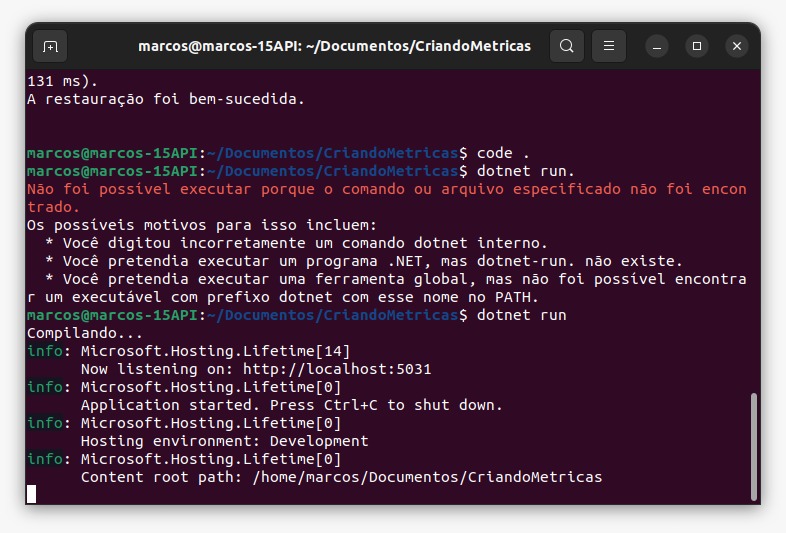 marcos@marcos-15API: ~/Documentos/CriandoMetricas
131 ms).
A restauração foi bem-sucedida.
marcos@marcos-15API:~/Documentos/CriandoMetricas$ code .
marcos@marcos-15API:~/Documentos/CriandoMetricas$ dotnet run.
Não foi possível executar porque o comando ou arquivo especificado não foi encon
trado.
Os possíveis motivos para isso incluem:
  * Você digitou incorretamente um comando dotnet interno.
  * Você pretendia executar um programa .NET, mas dotnet-run. não existe.
  * Você pretendia executar uma ferramenta global, mas não foi possível encontra
r um executável com prefixo dotnet com esse nome no PATH.
marcos@marcos-15API:~/Documentos/CriandoMetricas$ dotnet run
Compilando...
info: Microsoft.Hosting.Lifetime[14]
      Now listening on: http://localhost:5031
info: Microsoft.Hosting.Lifetime[0]
      Application started. Press Ctrl+C to shut down.
info: Microsoft.Hosting.Lifetime[0]
      Hosting environment: Development
info: Microsoft.Hosting.Lifetime[0]
      Content root path: /home/marcos/Documentos/CriandoMetricas